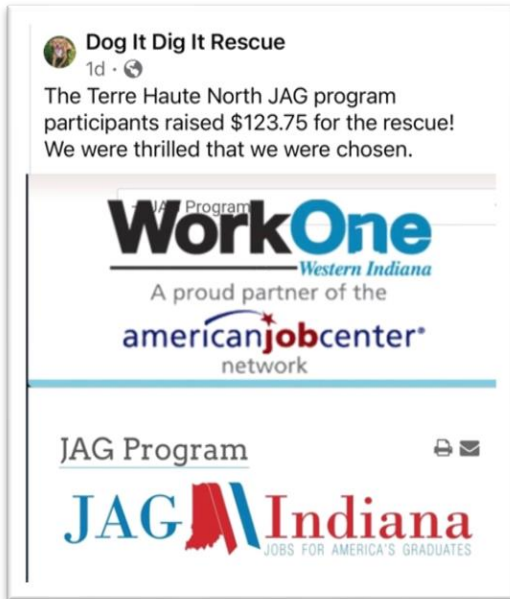 Dog It Dig It Rescue
1d ·
The Terre Haute North JAG program
participants raised $123.75 for the rescue!
We were thrilled that we were chosen.
JAG Program
WorkOne
Western Indiana
A proud partner of the
americanjobcenter®
network
JAG Program
JAG Indiana
JOBS FOR AMERICA'S GRADUATES